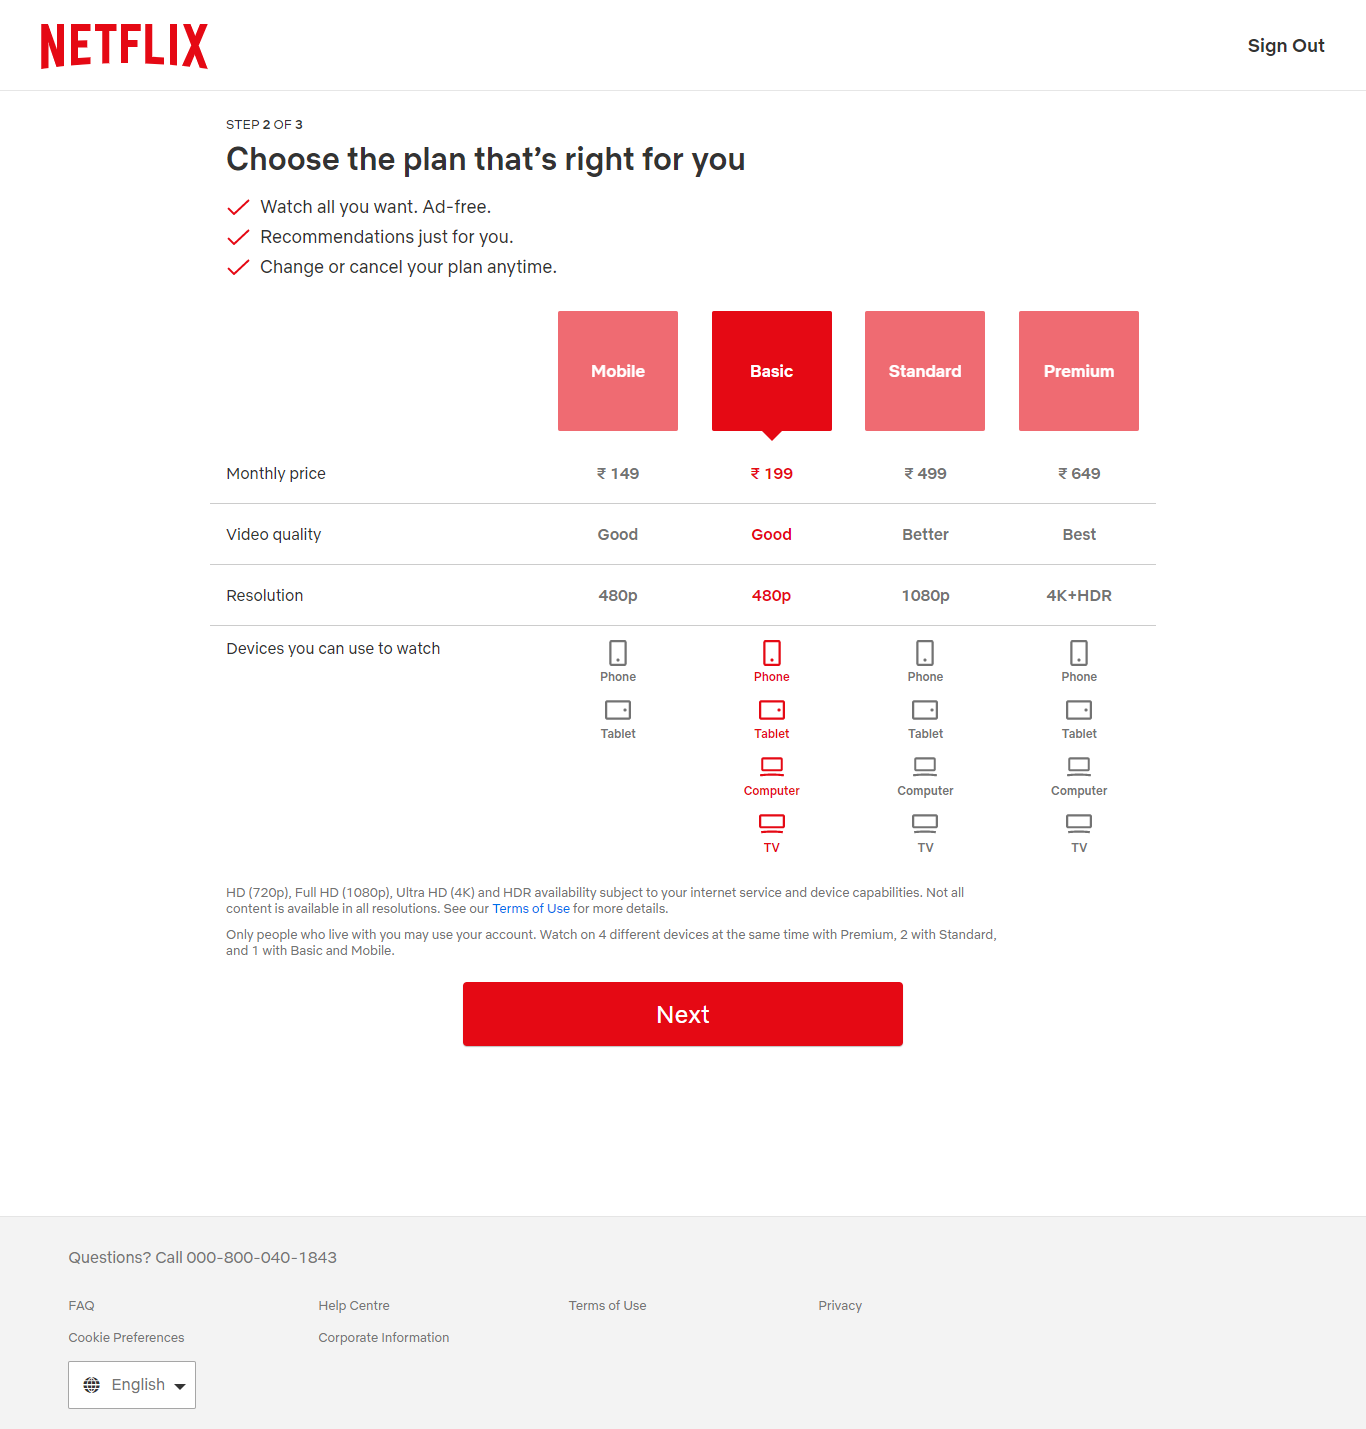 NETFLIX
Sign Out
STEP 2 OF 3
Choose the plan that’s right for you
Watch all you want. Ad-free.
Recommendations just for you.
Change or cancel your plan anytime.
Mobile Basic Standard Premium
Monthly price ₹ 149 ₹ 199 ₹ 499 ₹ 649
Video quality Good Good Better Best
Resolution 480p 480p 1080p 4K+HDR
Devices you can use to watch
Phone Phone Phone Phone
Tablet Tablet Tablet Tablet
Computer Computer Computer
TV TV TV
HD (720p), Full HD (1080p), Ultra HD (4K) and HDR availability subject to your internet service and device capabilities. Not all
content is available in all resolutions. See our Terms of Use for more details.
Only people who live with you may use your account. Watch on 4 different devices at the same time with Premium, 2 with Standard,
and 1 with Basic and Mobile.
Next
Questions? Call 000-800-040-1843
FAQ Help Centre Terms of Use Privacy
Cookie Preferences Corporate Information
English